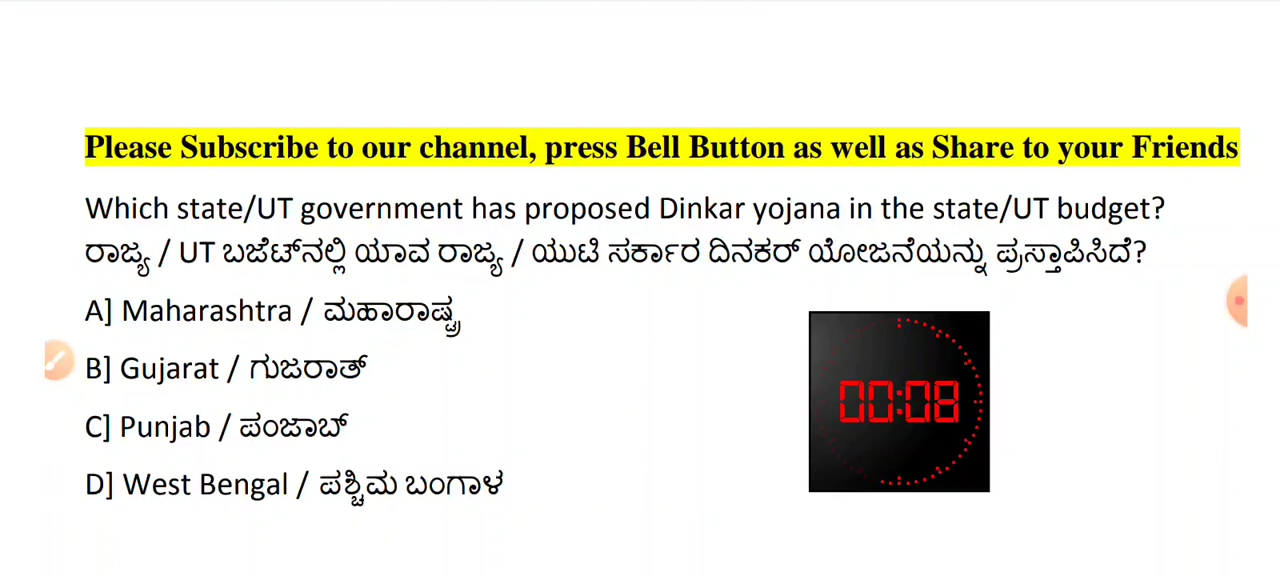 Please Subscribe to our channel, press Bell Button as well as Share to your Friends
Which state/UT government has proposed Dinkar yojana in the state/UT budget?
ರಾಜ್ಯ / UT ಬಜೆಟ್‌ನಲ್ಲಿ ಯಾವ ರಾಜ್ಯ / ಯುಟಿ ಸರ್ಕಾರ ದಿನಕರ್ ಯೋಜನೆಯನ್ನು ಪ್ರಸ್ತಾಪಿಸಿದೆ?
A] Maharashtra / ಮಹಾರಾಷ್ಟ್ರ
B] Gujarat / ಗುಜರಾತ್
C] Punjab / ಪಂಜಾಬ್
D] West Bengal / ಪಶ್ಚಿಮ ಬಂಗಾಳ
00:08